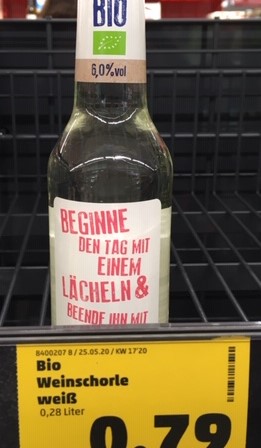 BIO
6,0%vol
BEGINNE
DEN TAG MIT
EINEM
LÄCHELN &
BEENDE IHN MIT
B400207 B / 25.05.20 / KW 17'20
Bio
Weinschorle
weiß
0,28 Liter
0.79